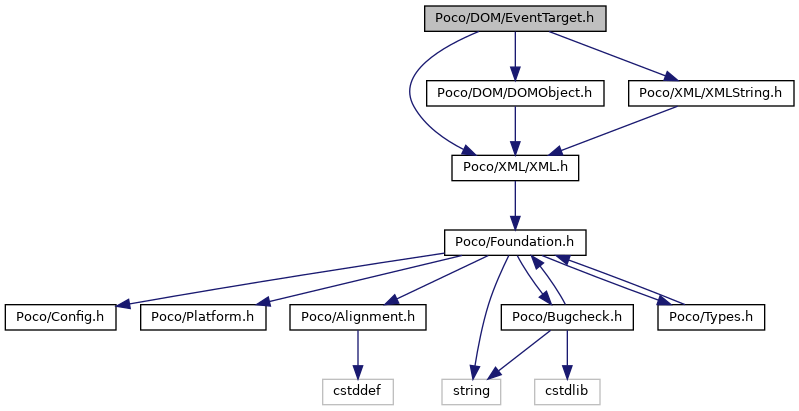 Poco/DOM/EventTarget.h
Poco/DOM/DOMObject.h
Poco/XML/XMLString.h
Poco/XML/XML.h
Poco/Foundation.h
Poco/Config.h
Poco/Platform.h
Poco/Alignment.h
Poco/Bugcheck.h
Poco/Types.h
cstddef
string
cstdlib